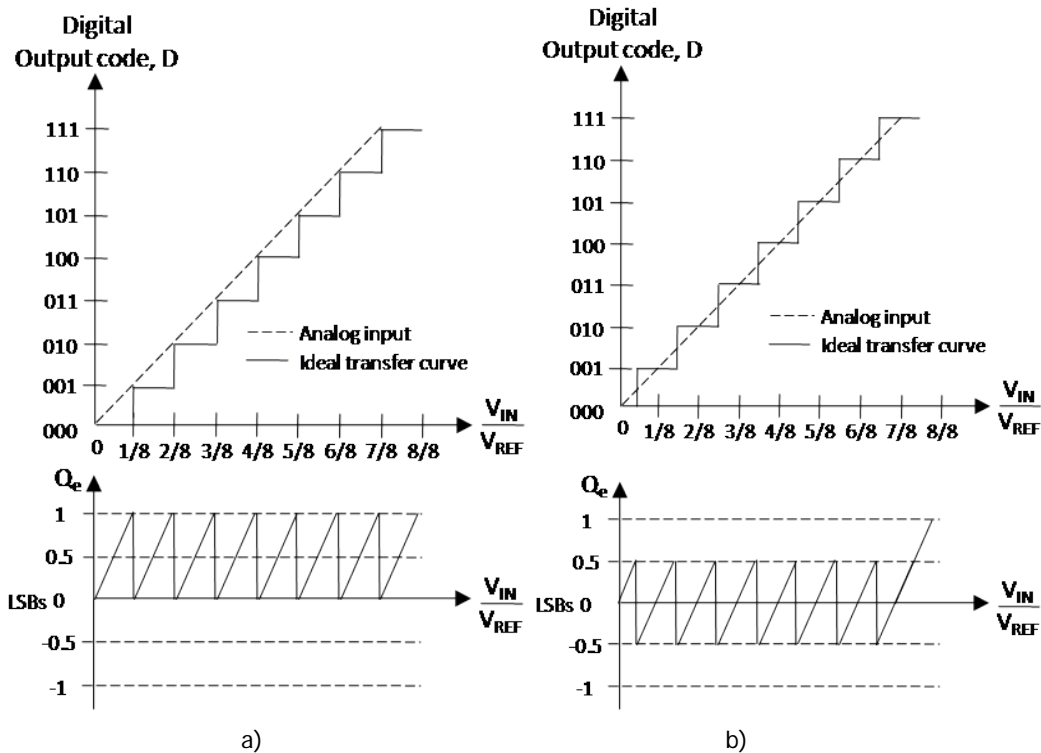 Digital
Output code, D
111
110
101
100
011
010
001
000
0
1/8 2/8 3/8 4/8 5/8 6/8 7/8 8/8
Analog input
Ideal transfer curve
V_IN
V_REF
Q_e
1
0.5
LSBs 0
-0.5
-1
V_IN
V_REF
a)
Digital
Output code, D
111
110
101
100
011
010
001
000
0
1/8 2/8 3/8 4/8 5/8 6/8 7/8 8/8
Analog input
Ideal transfer curve
V_IN
V_REF
Q_e
1
0.5
LSBs 0
-0.5
-1
V_IN
V_REF
b)